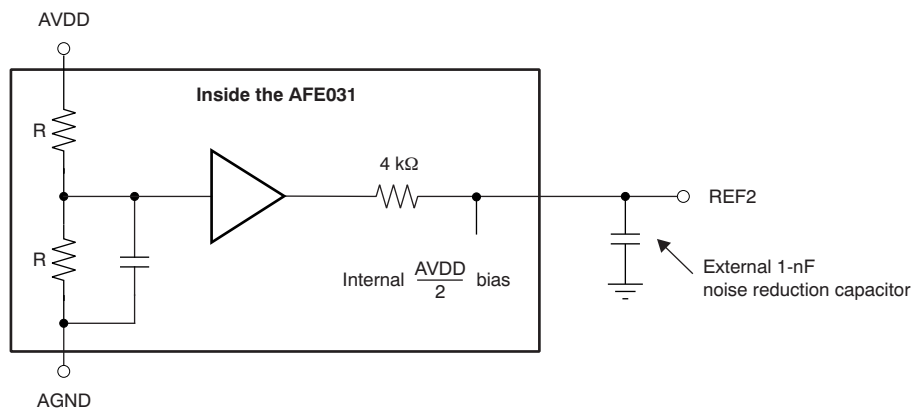 AVDD
Inside the AFE031
R
4 kΩ
REF2
R
Internal AVDD/2 bias
External 1-nF
noise reduction capacitor
AGND